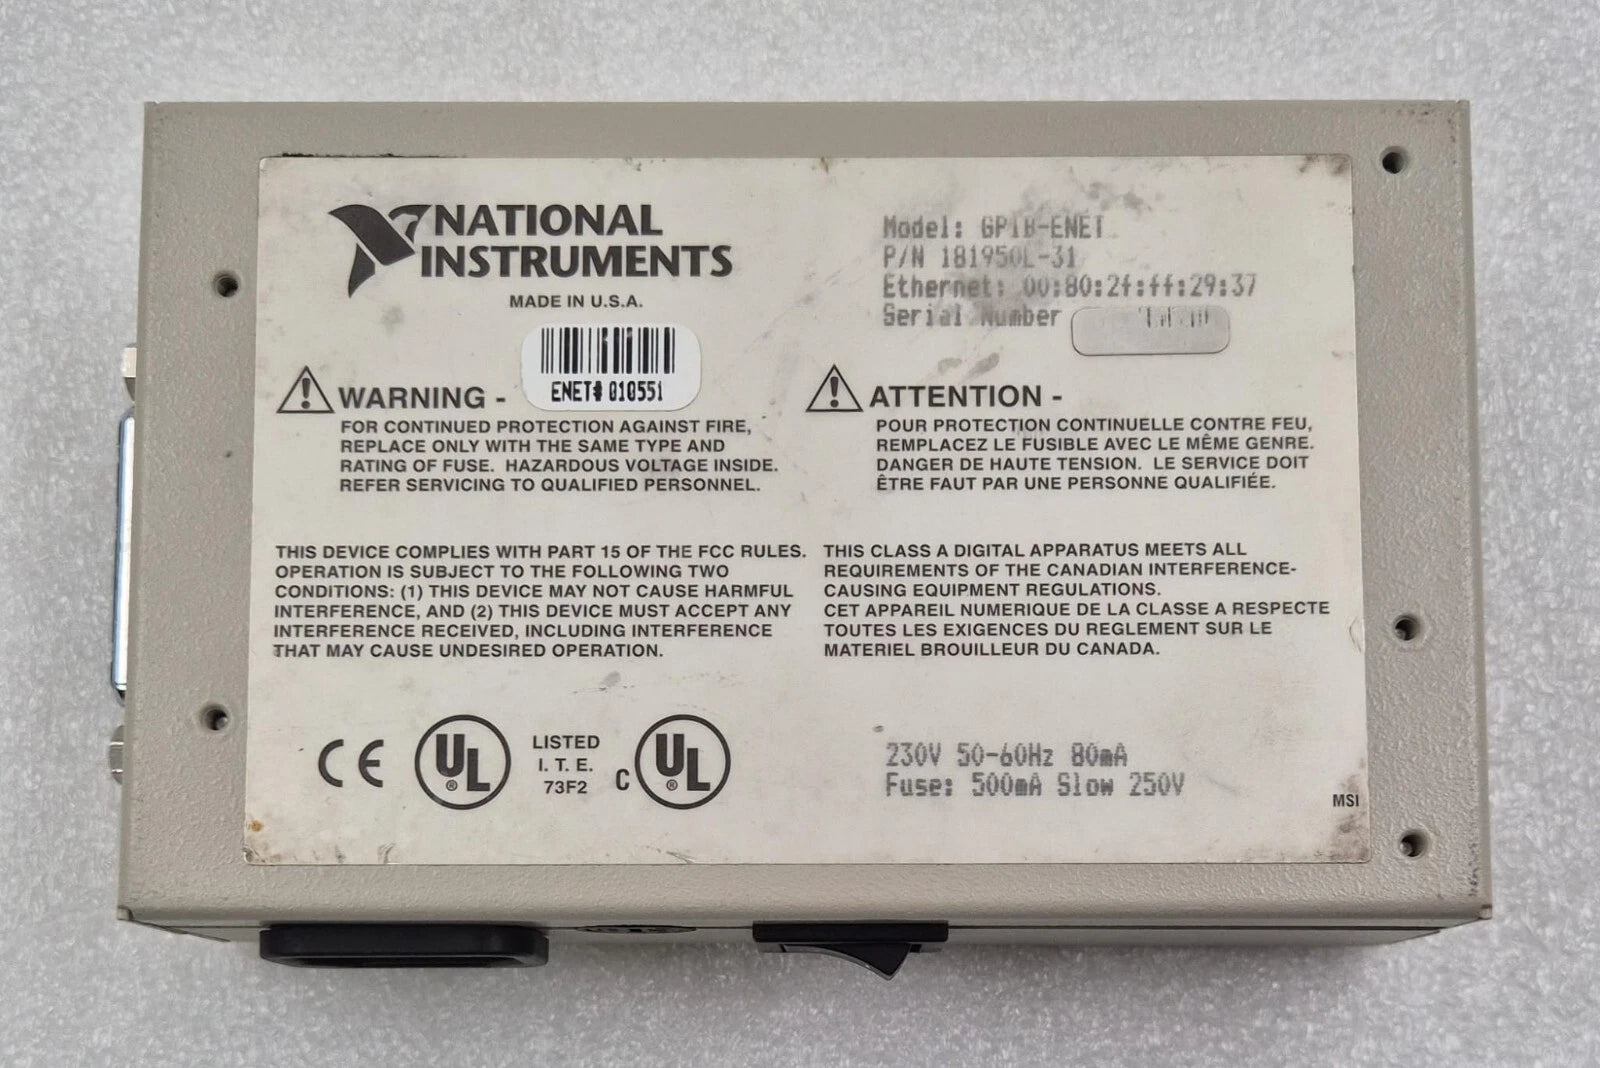 NATIONAL
INSTRUMENTS
MADE IN U.S.A.
ENET# 010551
Model: GPIB-ENET
P/N 181950L-31
Ethernet: 00:80:2f:ff:29:37
Serial Number
WARNING -
FOR CONTINUED PROTECTION AGAINST FIRE,
REPLACE ONLY WITH THE SAME TYPE AND
RATING OF FUSE. HAZARDOUS VOLTAGE INSIDE.
REFER SERVICING TO QUALIFIED PERSONNEL.
ATTENTION -
POUR PROTECTION CONTINUELLE CONTRE FEU,
REMPLACEZ LE FUSIBLE AVEC LE MÊME GENRE.
DANGER DE HAUTE TENSION. LE SERVICE DOIT
ÊTRE FAUT PAR UNE PERSONNE QUALIFIÉE.
THIS DEVICE COMPLIES WITH PART 15 OF THE FCC RULES.
OPERATION IS SUBJECT TO THE FOLLOWING TWO
CONDITIONS: (1) THIS DEVICE MAY NOT CAUSE HARMFUL
INTERFERENCE, AND (2) THIS DEVICE MUST ACCEPT ANY
INTERFERENCE RECEIVED, INCLUDING INTERFERENCE
THAT MAY CAUSE UNDESIRED OPERATION.
THIS CLASS A DIGITAL APPARATUS MEETS ALL
REQUIREMENTS OF THE CANADIAN INTERFERENCE-
CAUSING EQUIPMENT REGULATIONS.
CET APPAREIL NUMERIQUE DE LA CLASSE A RESPECTE
TOUTES LES EXIGENCES DU REGLEMENT SUR LE
MATERIEL BROUILLEUR DU CANADA.
CE
UL ®
LISTED
I. T. E.
73F2
C UL ®
230V 50-60Hz 80mA
Fuse: 500mA Slow 250V
MSI